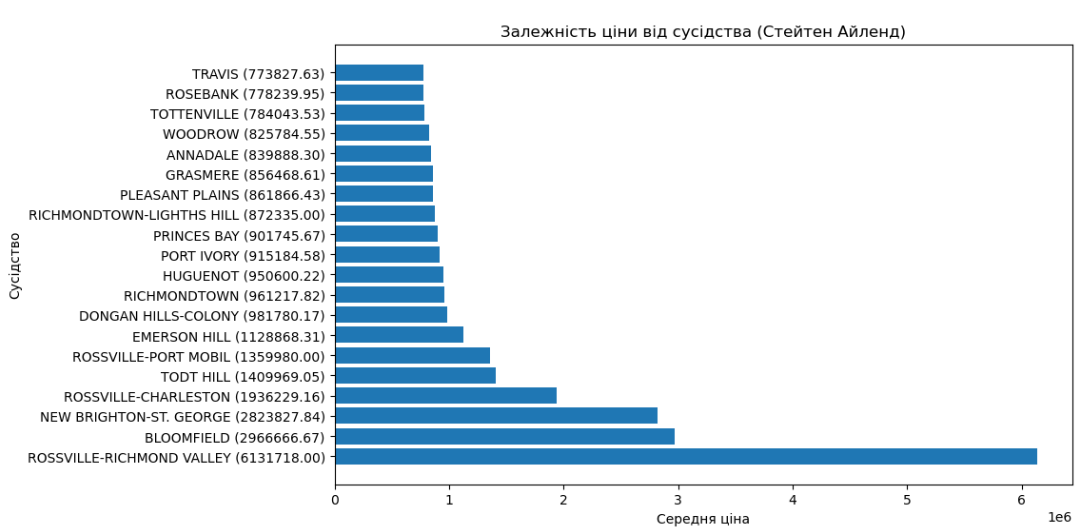 Залежність ціни від сусідства (Стейтен Айленд)
TRAVIS (773827.63)
ROSEBANK (778239.95)
TOTTENVILLE (784043.53)
WOODROW (825784.55)
ANNADALE (839888.30)
GRASMERE (856468.61)
PLEASANT PLAINS (861866.43)
RICHMONDTOWN-LIGHTHS HILL (872335.00)
PRINCES BAY (901745.67)
PORT IVORY (915184.58)
HUGUENOT (950600.22)
RICHMONDTOWN (961217.82)
DONGAN HILLS-COLONY (981780.17)
EMERSON HILL (1128868.31)
ROSSVILLE-PORT MOBIL (1359980.00)
TODT HILL (1409969.05)
ROSSVILLE-CHARLESTON (1936229.16)
NEW BRIGHTON-ST. GEORGE (2823827.84)
BLOOMFIELD (2966666.67)
ROSSVILLE-RICHMOND VALLEY (6131718.00)
Сусідство
0 1 2 3 4 5 6
1e6
Середня ціна